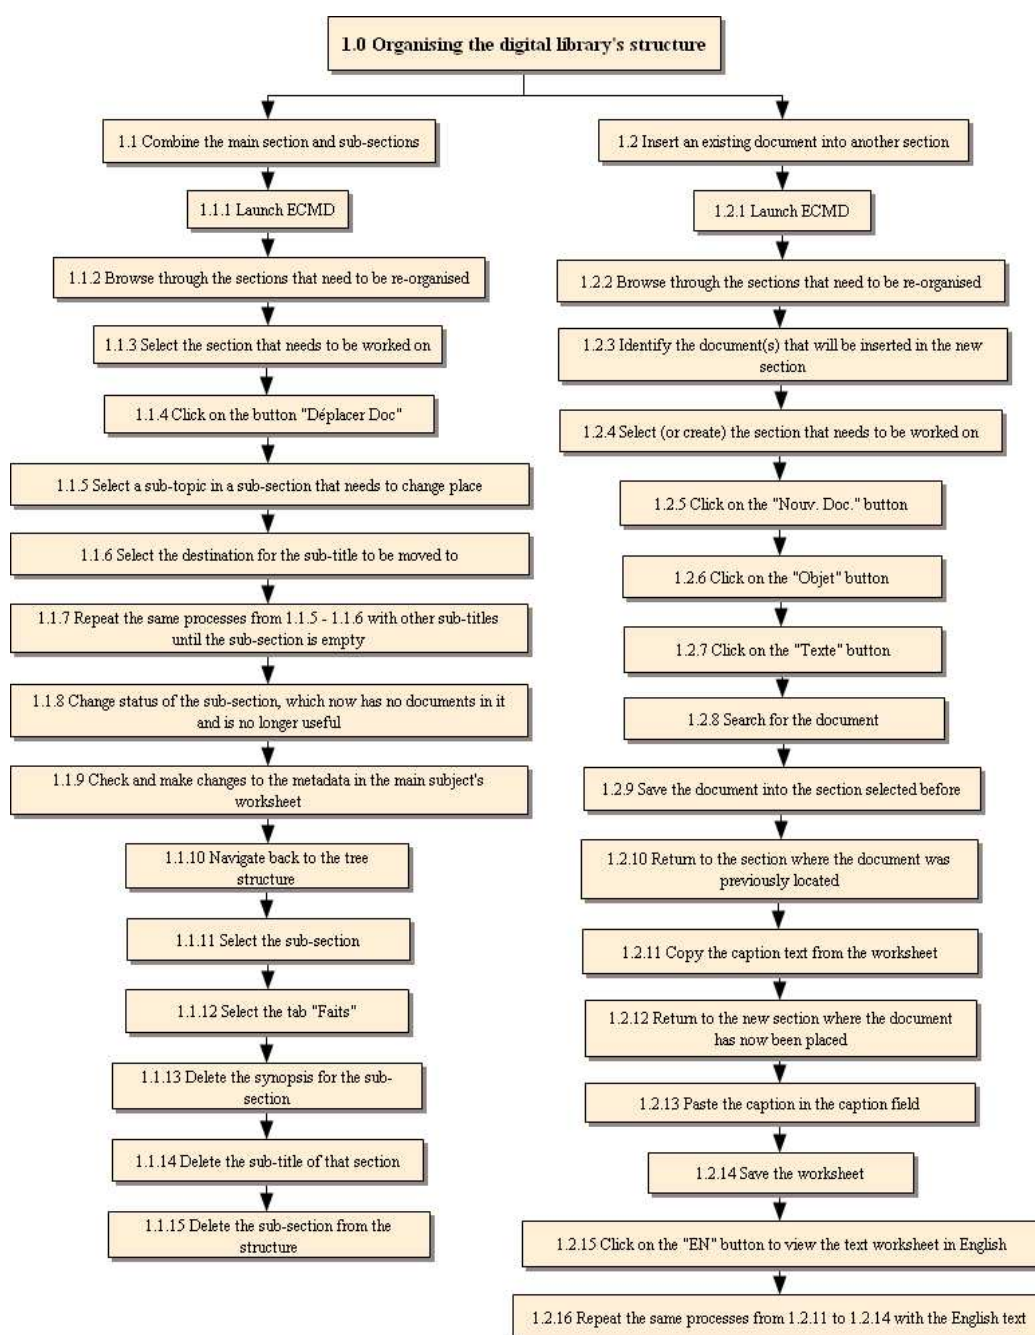 1.0 Organising the digital library's structure
1.1 Combine the main section and sub-sections
1.1.1 Launch ECMD
1.1.2 Browse through the sections that need to be re-organised
1.1.3 Select the section that needs to be worked on
1.1.4 Click on the button "Déplacer Doc"
1.1.5 Select a sub-topic in a sub-section that needs to change place
1.1.6 Select the destination for the sub-title to be moved to
1.1.7 Repeat the same processes from 1.1.5 - 1.1.6 with other sub-titles
until the sub-section is empty
1.1.8 Change status of the sub-section, which now has no documents in it
and is no longer useful
1.1.9 Check and make changes to the metadata in the main subject's
worksheet
1.1.10 Navigate back to the tree
structure
1.1.11 Select the sub-section
1.1.12 Select the tab "Faits"
1.1.13 Delete the synopsis for the sub-
section
1.1.14 Delete the sub-title of that section
1.1.15 Delete the sub-section from the
structure
1.2 Insert an existing document into another section
1.2.1 Launch ECMD
1.2.2 Browse through the sections that need to be re-organised
1.2.3 Identify the document(s) that will be inserted in the new
section
1.2.4 Select (or create) the section that needs to be worked on
1.2.5 Click on the "Nouv. Doc." button
1.2.6 Click on the "Objet" button
1.2.7 Click on the "Texte" button
1.2.8 Search for the document
1.2.9 Save the document into the section selected before
1.2.10 Return to the section where the document was
previously located
1.2.11 Copy the caption text from the worksheet
1.2.12 Return to the new section where the document
has now been placed
1.2.13 Paste the caption in the caption field
1.2.14 Save the worksheet
1.2.15 Click on the "EN" button to view the text worksheet in English
1.2.16 Repeat the same processes from 1.2.11 to 1.2.14 with the English text